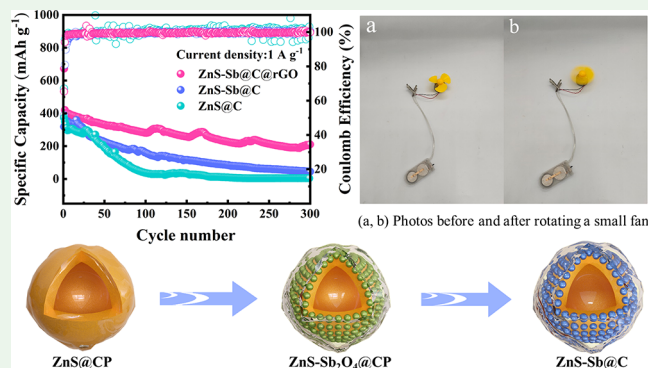 1000
800
600
400
200
0
Specific Capacity (mAh g⁻¹)
Current density:1 A g⁻¹
ZnS-Sb@C@rGO
ZnS-Sb@C
ZnS@C
100
80
60
40
20
Coulomb Efficiency (%)
0 50 100 150 200 250 300
Cycle number
a
b
(a, b) Photos before and after rotating a small fan
ZnS@CP
ZnS-Sb₂O₄@CP
ZnS-Sb@C